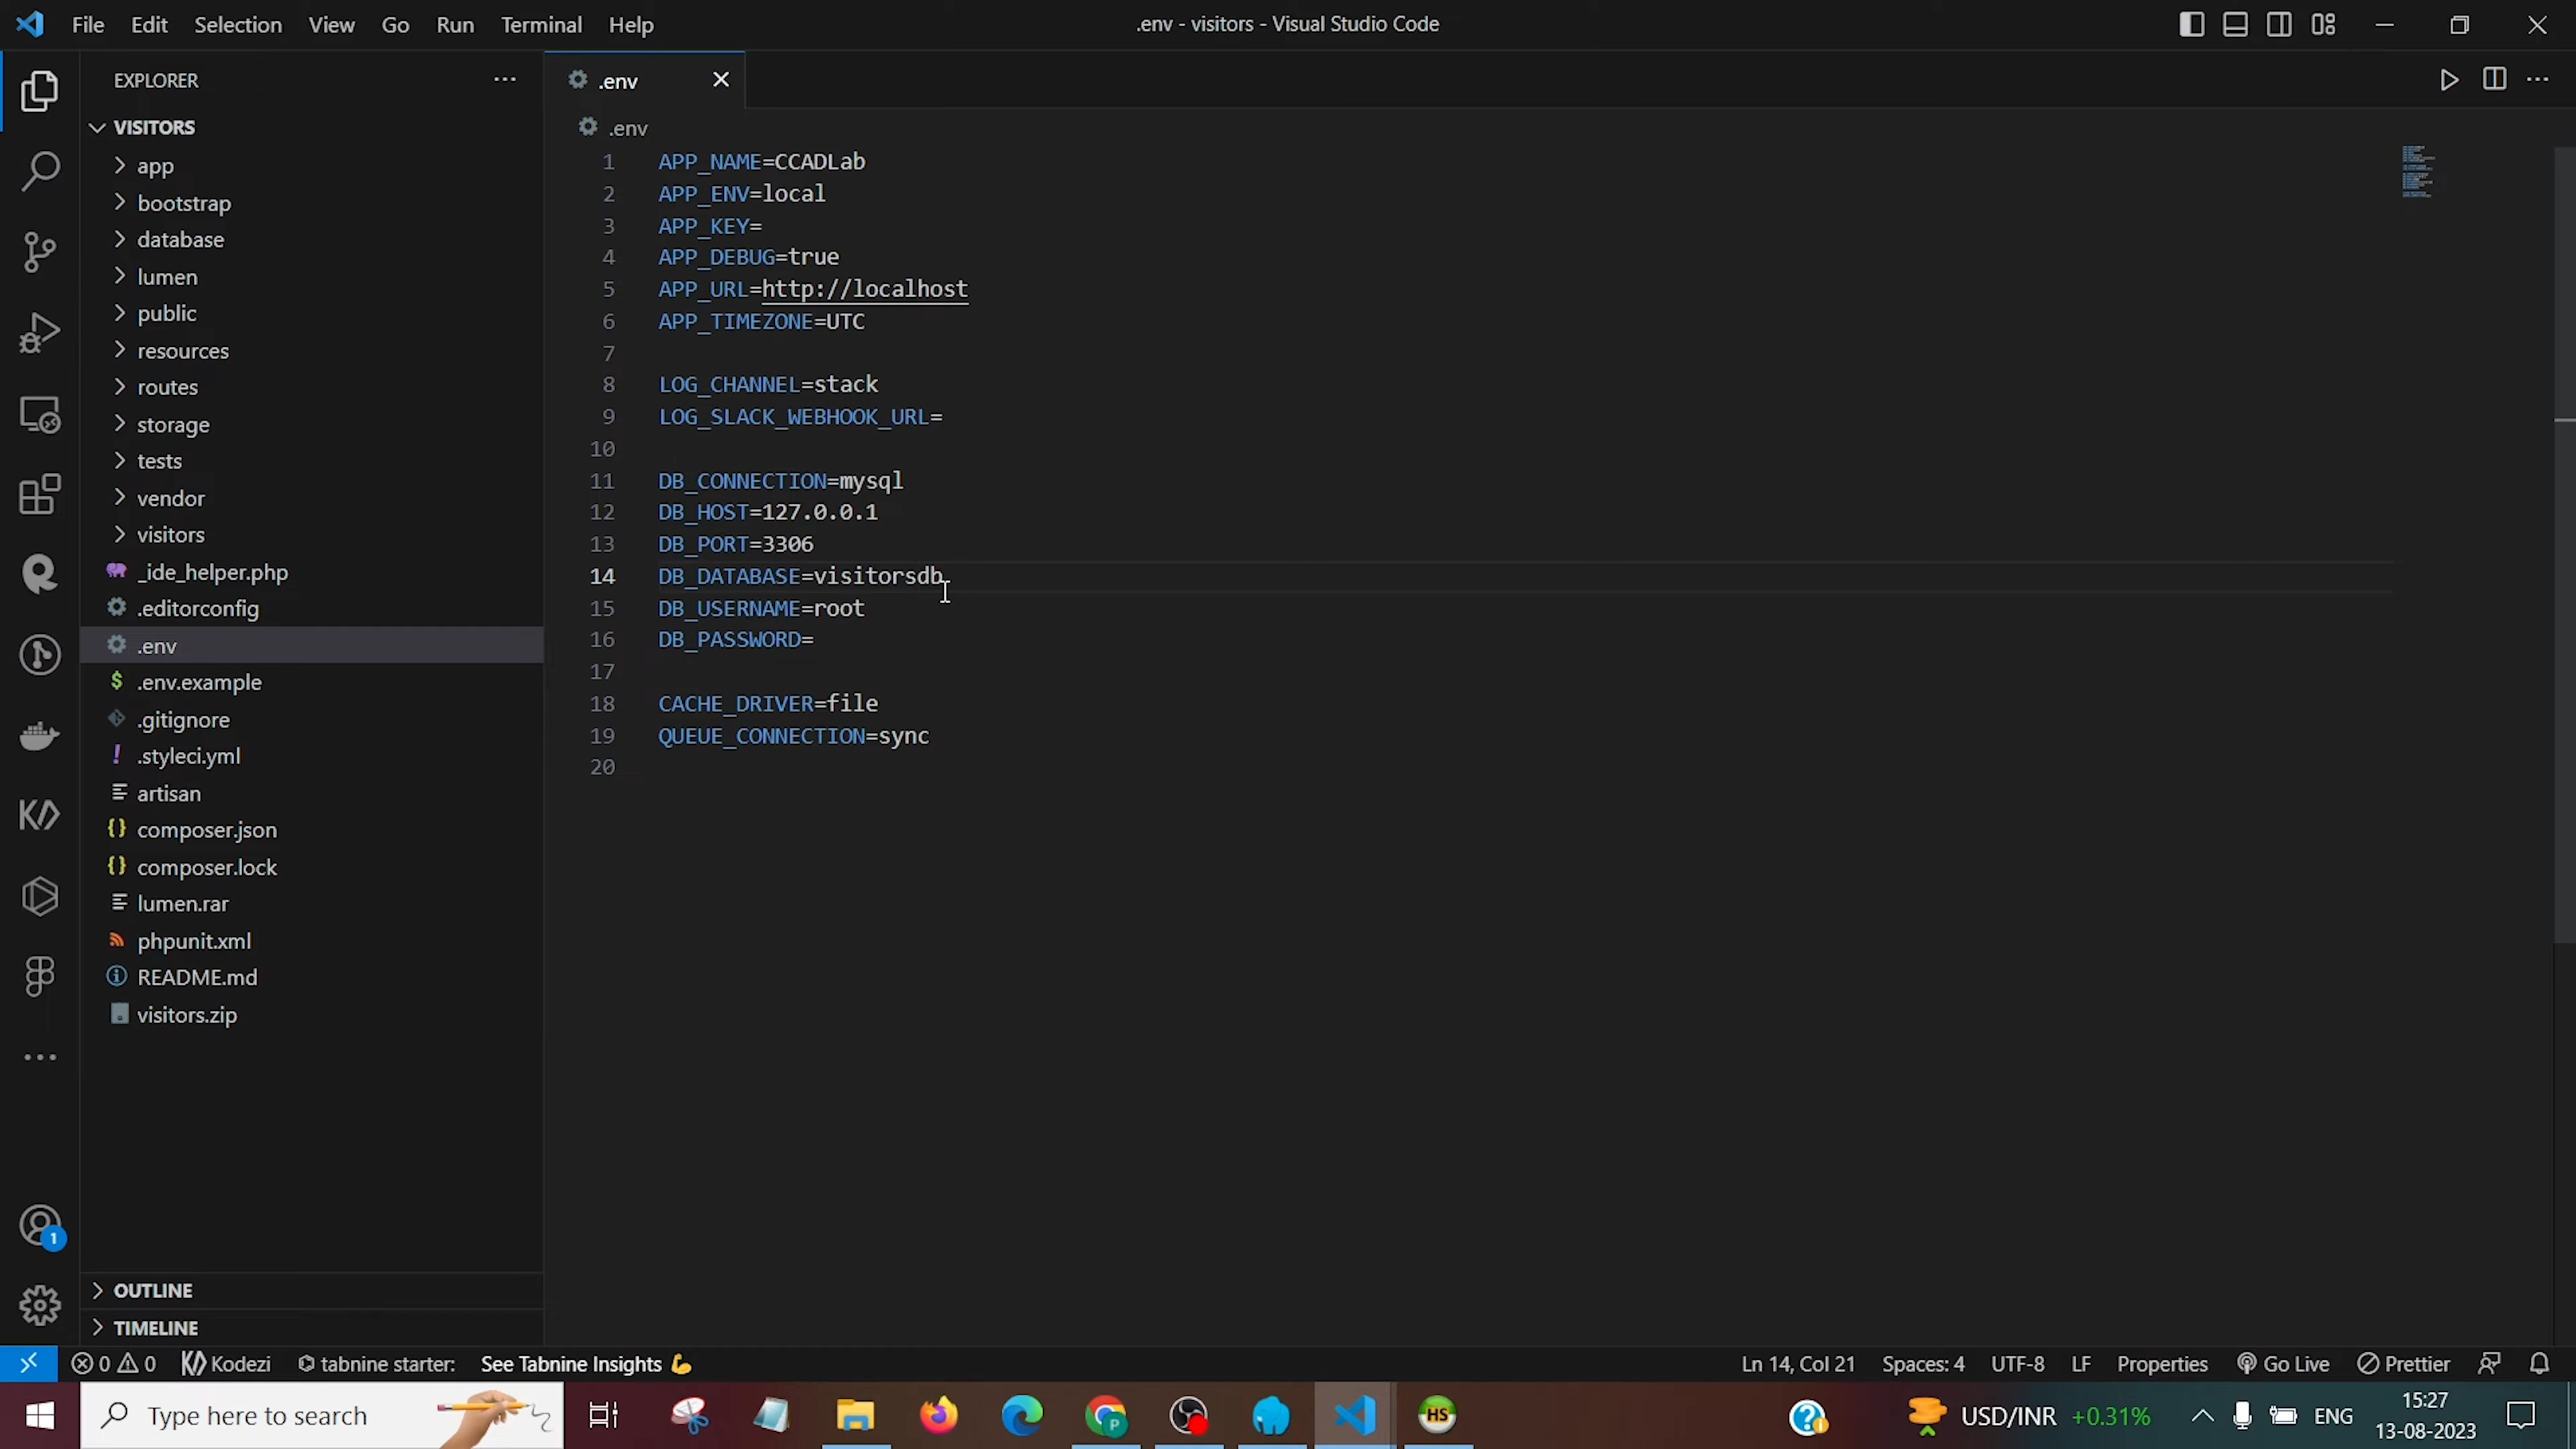 File Edit Selection View Go Run Terminal Help
.env - visitors - Visual Studio Code
EXPLORER
VISITORS
app
bootstrap
database
lumen
public
resources
routes
storage
tests
vendor
visitors
_ide_helper.php
.editorconfig
.env
.env.example
.gitignore
.styleci.yml
artisan
composer.json
composer.lock
lumen.rar
phpunit.xml
README.md
visitors.zip
OUTLINE
TIMELINE
.env
.env
1 APP_NAME=CCADLab
2 APP_ENV=local
3 APP_KEY=
4 APP_DEBUG=true
5 APP_URL=http://localhost
6 APP_TIMEZONE=UTC
7
8 LOG_CHANNEL=stack
9 LOG_SLACK_WEBHOOK_URL=
10
11 DB_CONNECTION=mysql
12 DB_HOST=127.0.0.1
13 DB_PORT=3306
14 DB_DATABASE=visitorsdb
15 DB_USERNAME=root
16 DB_PASSWORD=
17
18 CACHE_DRIVER=file
19 QUEUE_CONNECTION=sync
20
1
0 0 Kodezi tabnine starter: See Tabnine Insights 💪 Ln 14, Col 21 Spaces: 4 UTF-8 LF Properties Go Live Prettier
Type here to search
P
HS
USD/INR +0.31%
ENG
15:27
13-08-2023